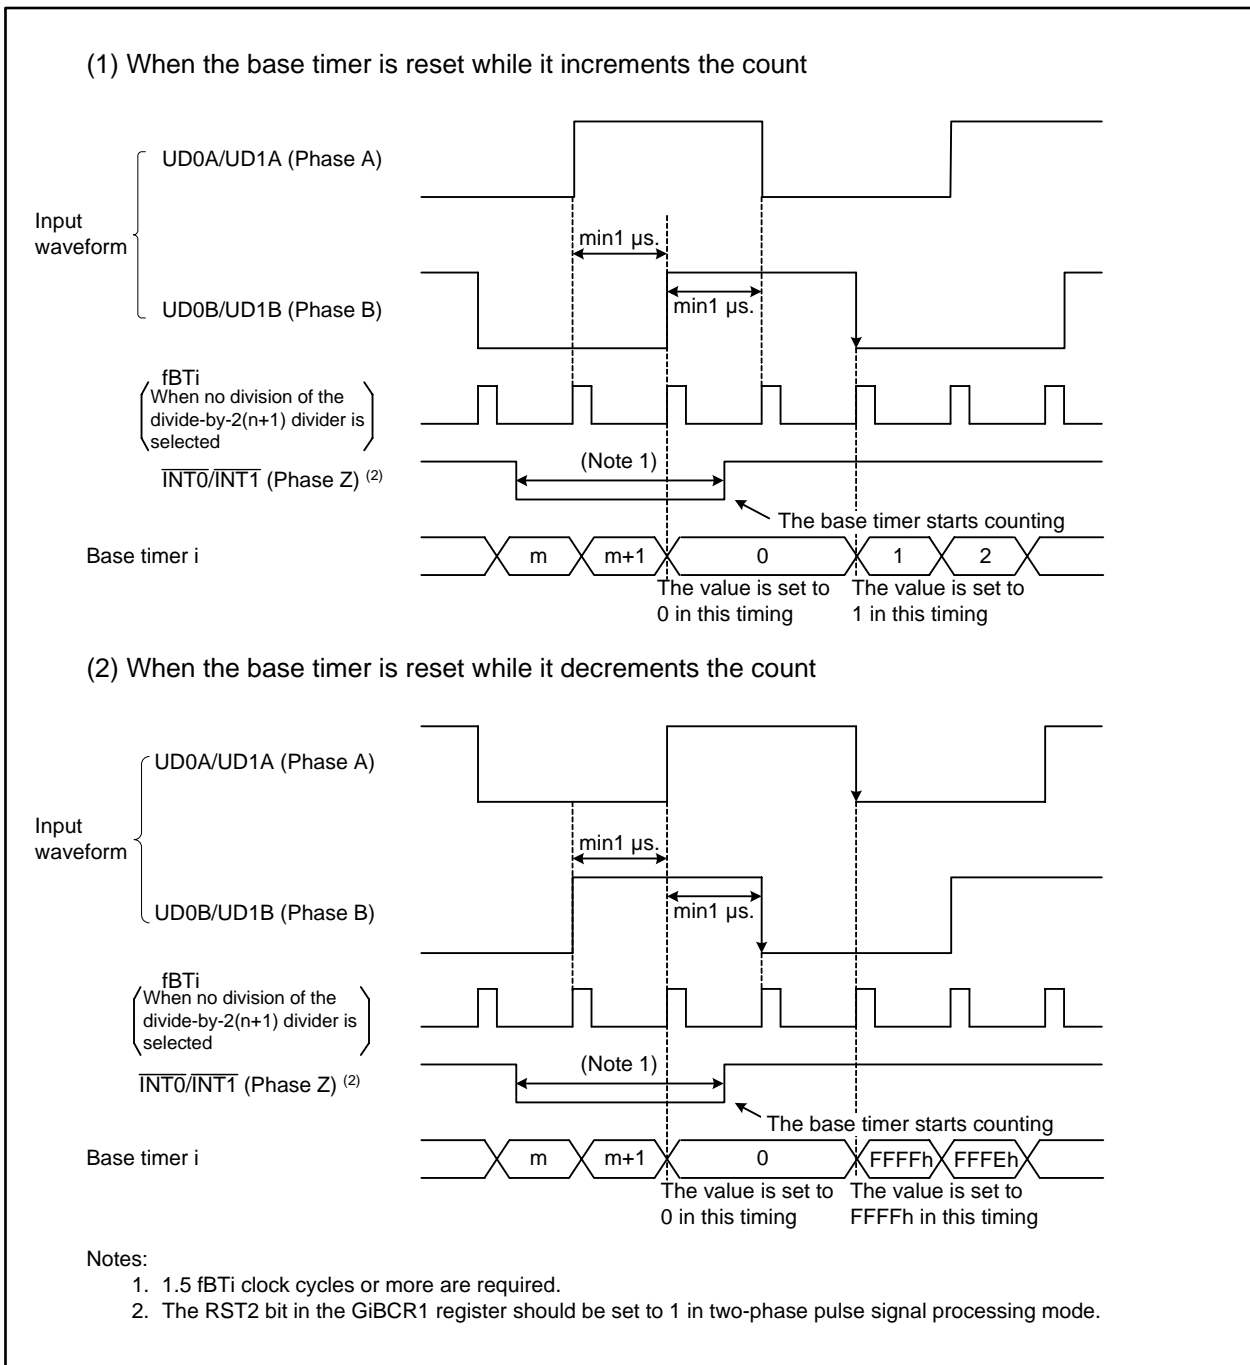 (1) When the base timer is reset while it increments the count
UD0A/UD1A (Phase A)
Input
waveform
min1 µs.
UD0B/UD1B (Phase B)
min1 µs.
fBTi
When no division of the
divide-by-2(n+1) divider is
selected
(Note 1)
INT0/INT1 (Phase Z) (2)
The base timer starts counting
Base timer i
m
m+1
0
1
2
The value is set to
0 in this timing
The value is set to
1 in this timing
(2) When the base timer is reset while it decrements the count
UD0A/UD1A (Phase A)
Input
waveform
min1 µs.
UD0B/UD1B (Phase B)
min1 µs.
fBTi
When no division of the
divide-by-2(n+1) divider is
selected
(Note 1)
INT0/INT1 (Phase Z) (2)
The base timer starts counting
Base timer i
m
m+1
0
FFFFh
FFFEh
The value is set to
0 in this timing
The value is set to
FFFFh in this timing
Notes:
1. 1.5 fBTi clock cycles or more are required.
2. The RST2 bit in the GiBCR1 register should be set to 1 in two-phase pulse signal processing mode.